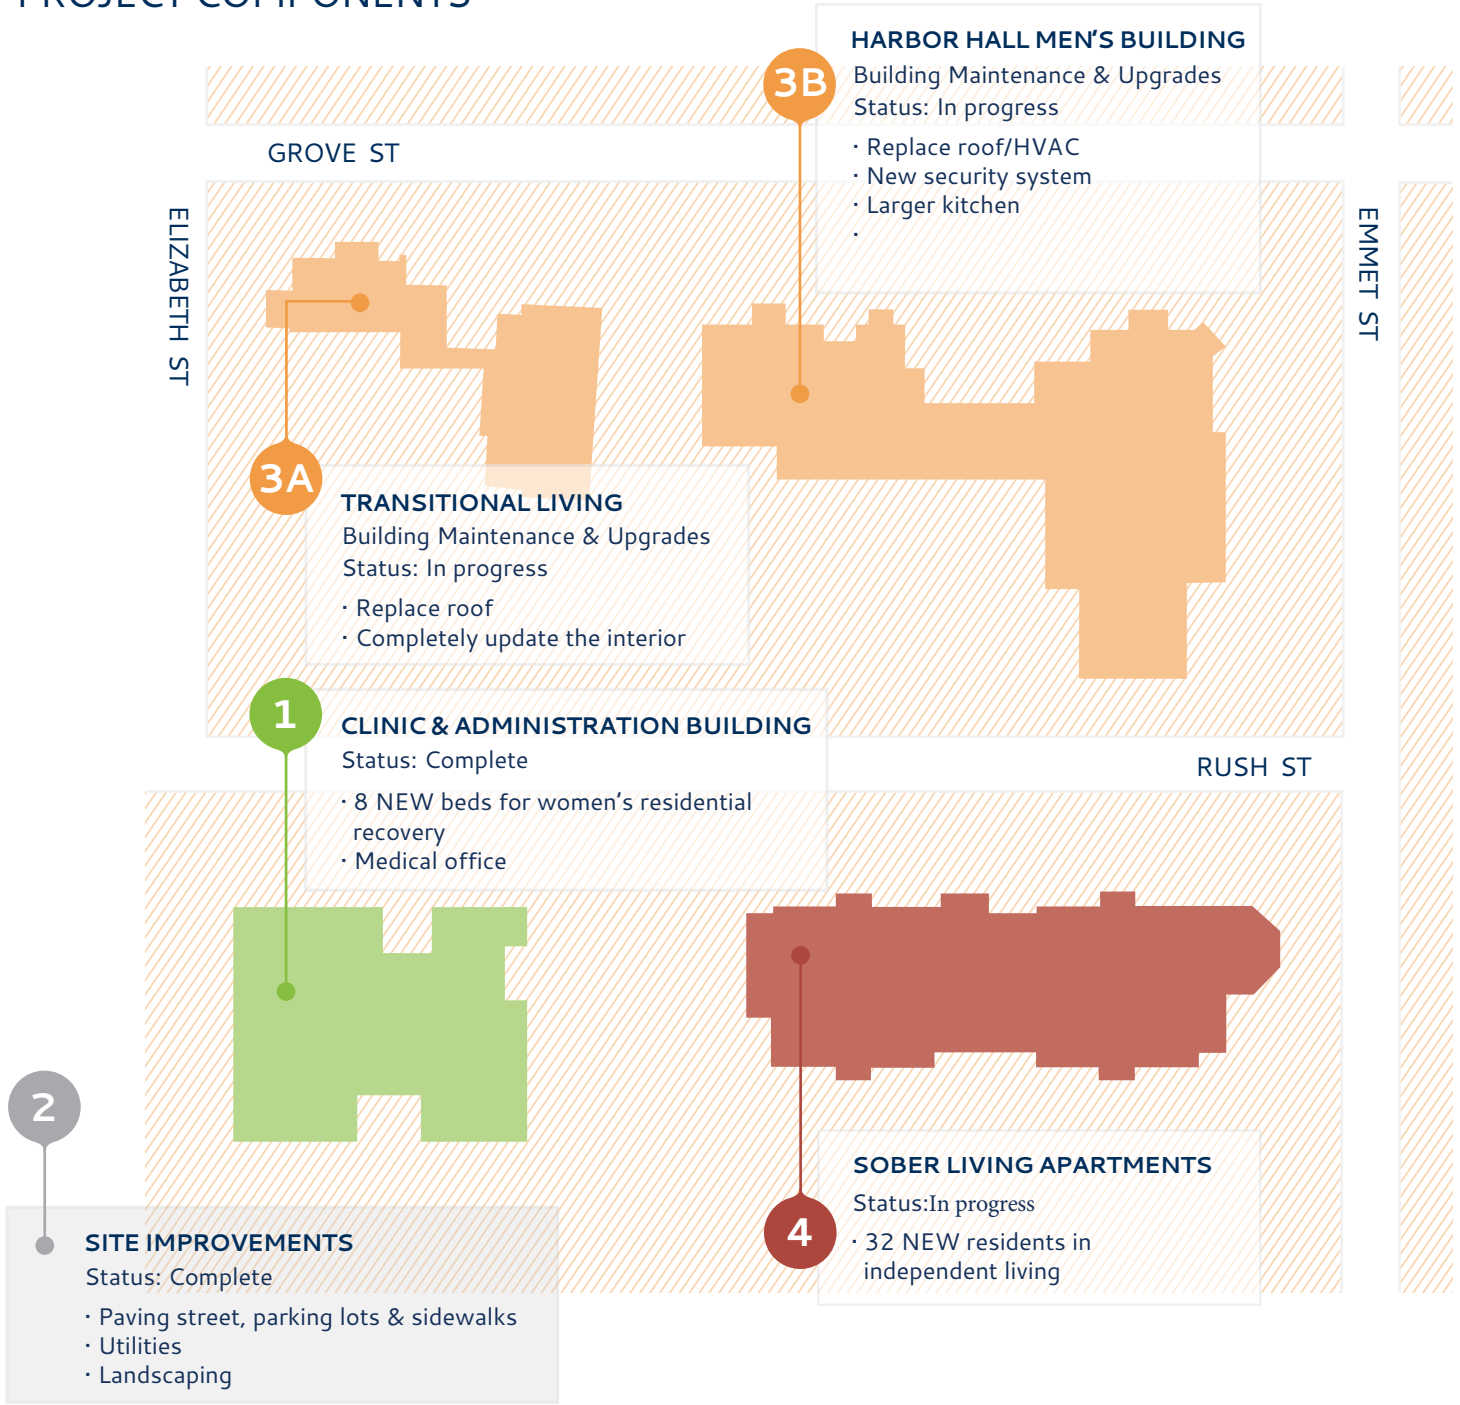 PROJECT COMPONENTS
3B
HARBOR HALL MEN'S BUILDING
Building Maintenance & Upgrades
Status: In progress
· Replace roof/HVAC
· New security system
· Larger kitchen
·
GROVE ST
ELIZABETH ST
EMMET ST
3A
TRANSITIONAL LIVING
Building Maintenance & Upgrades
Status: In progress
· Replace roof
· Completely update the interior
1
CLINIC & ADMINISTRATION BUILDING
Status: Complete
· 8 NEW beds for women's residential
recovery
· Medical office
RUSH ST
2
SITE IMPROVEMENTS
Status: Complete
· Paving street, parking lots & sidewalks
· Utilities
· Landscaping
4
SOBER LIVING APARTMENTS
Status:In progress
· 32 NEW residents in
independent living